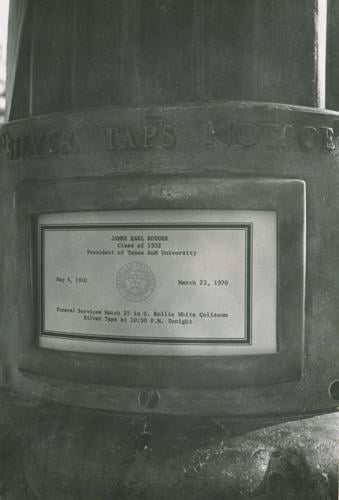 SILVER TAPS NOTICE
JAMES EARL RUDDER
Class of 1932
President of Texas A&M University
May 6, 1910
March 23, 1970
Funeral Services March 25 in G. Rollie White Coliseum
Silver Taps at 10:30 P.M. Tonight